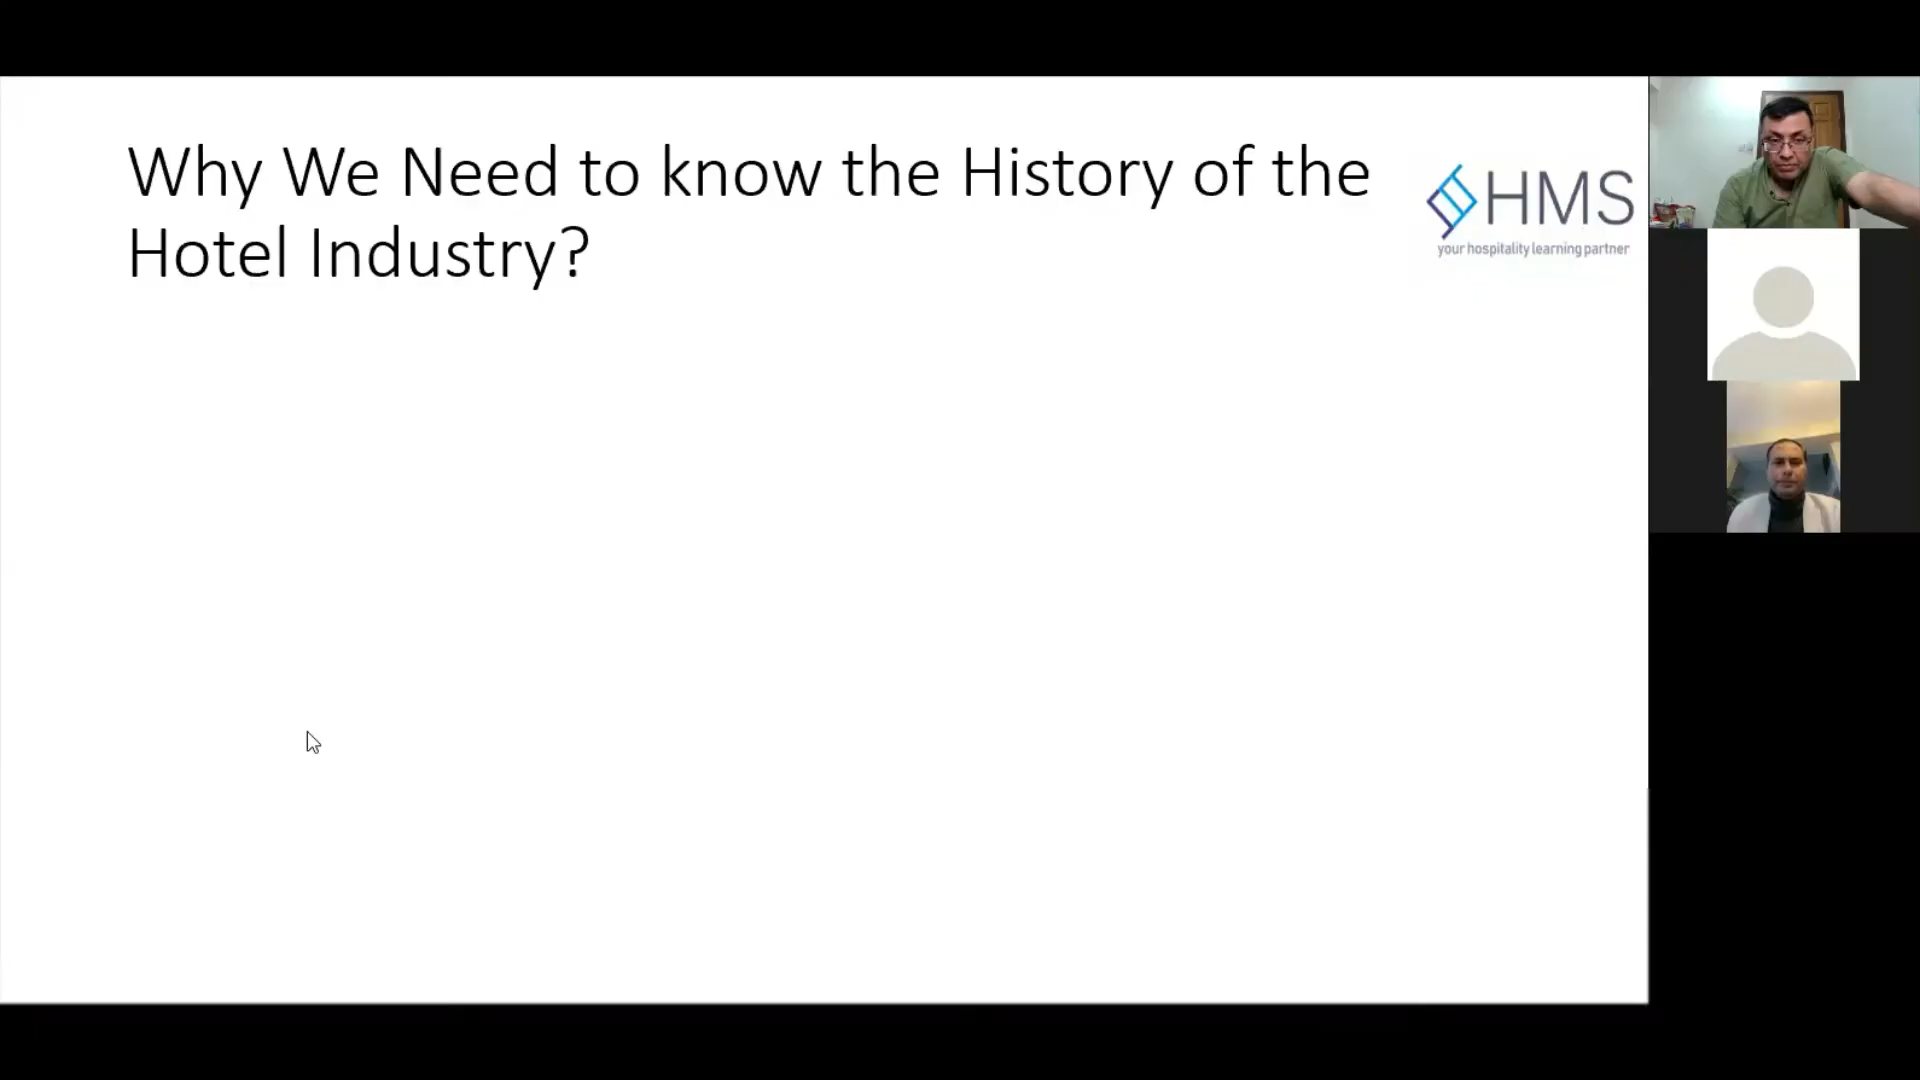 Why We Need to know the History of the
Hotel Industry?
HMS
your hospitality learning partner